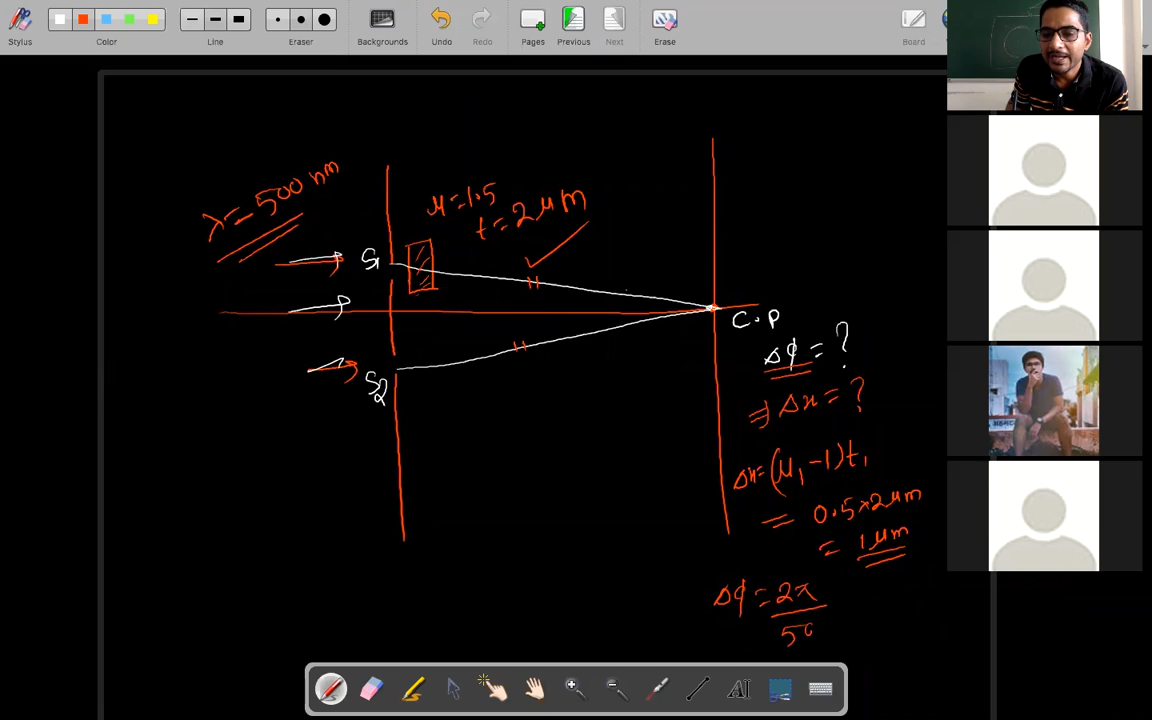 Stylus
Color
Line
Eraser
Backgrounds
Undo
Redo
Pages
Previous
Next
Erase
Board
λ = 500 nm
μ = 1.5
t = 2 μm
S1
S2
C.P
Δϕ = ?
⇒ Δx = ?
Δx = (μ₁ - 1)t₁
= 0.5 × 2 μm
= 1 μm
Δϕ = 2π
50